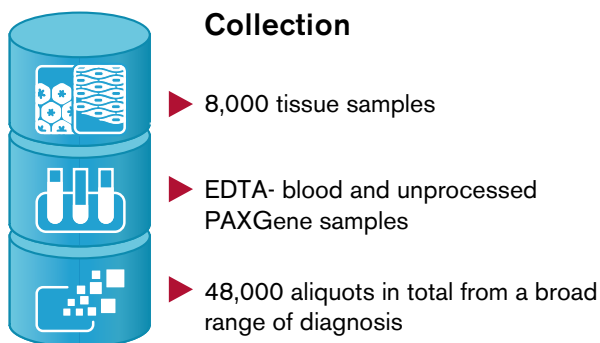 Collection
8,000 tissue samples
EDTA- blood and unprocessed
PAXGene samples
48,000 aliquots in total from a broad
range of diagnosis